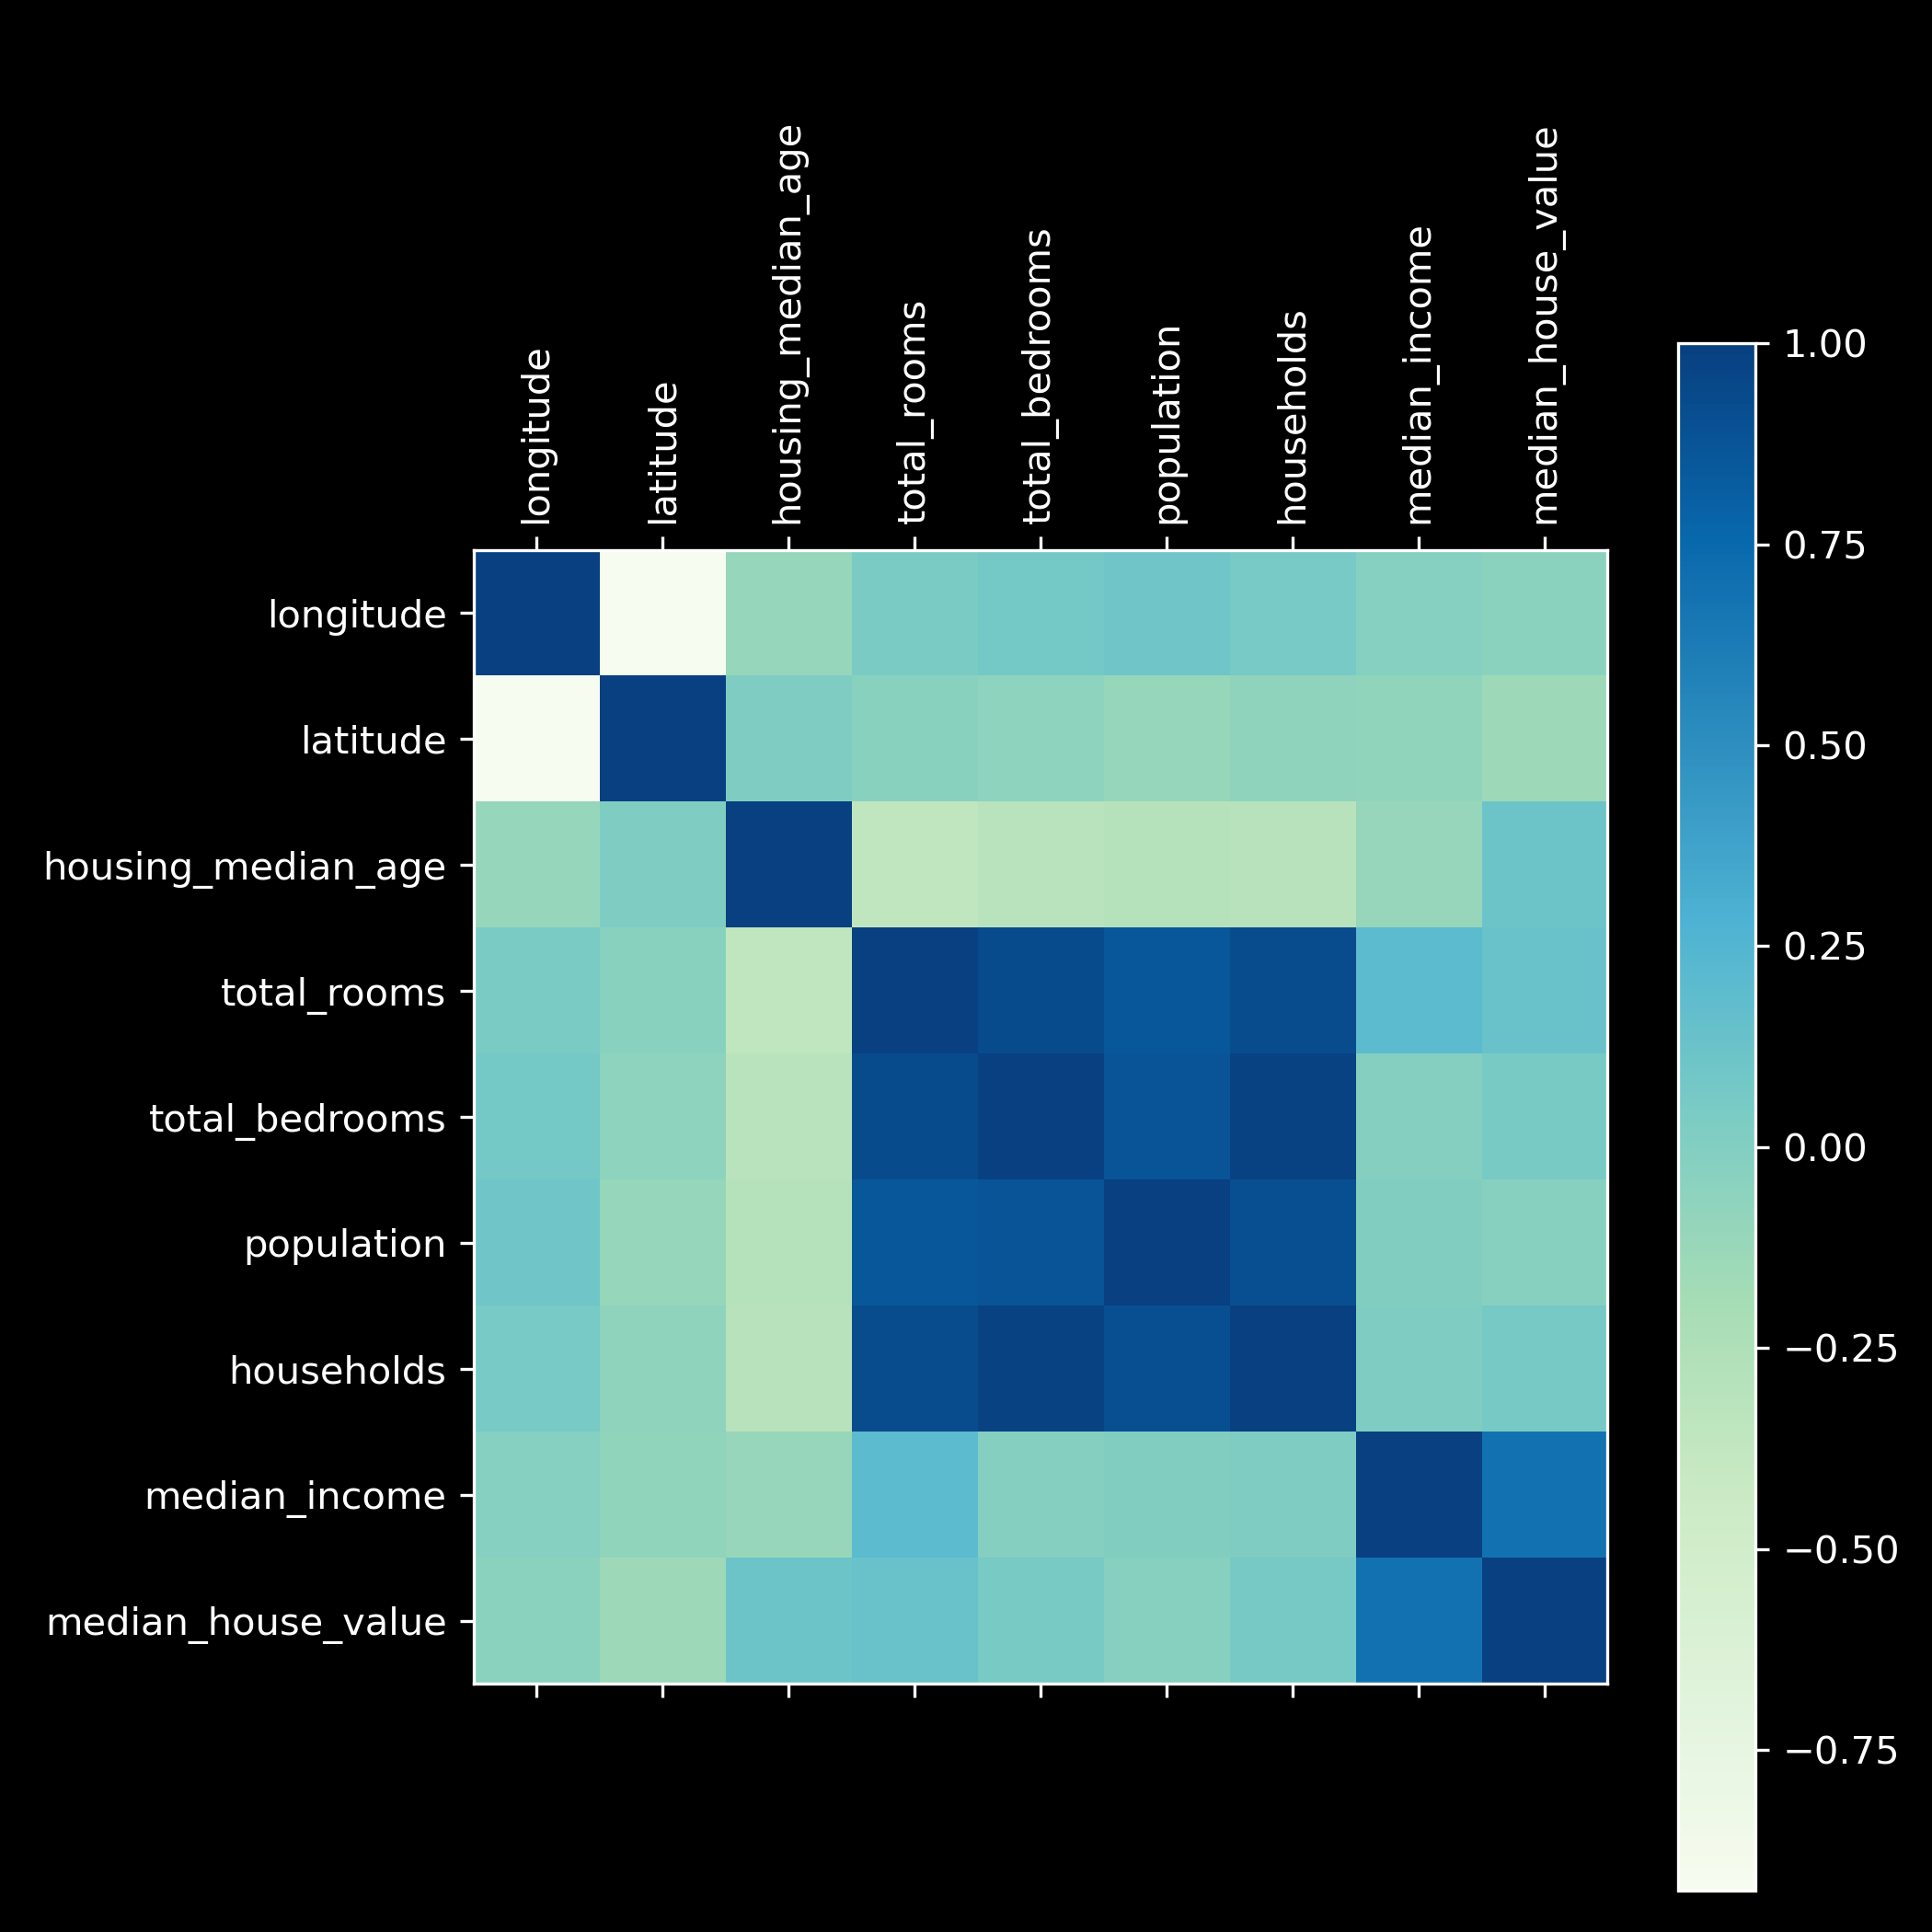 longitude
latitude
housing_median_age
total_rooms
total_bedrooms
population
households
median_income
median_house_value
longitude
latitude
housing_median_age
total_rooms
total_bedrooms
population
households
median_income
median_house_value
1.00
0.75
0.50
0.25
0.00
−0.25
−0.50
−0.75